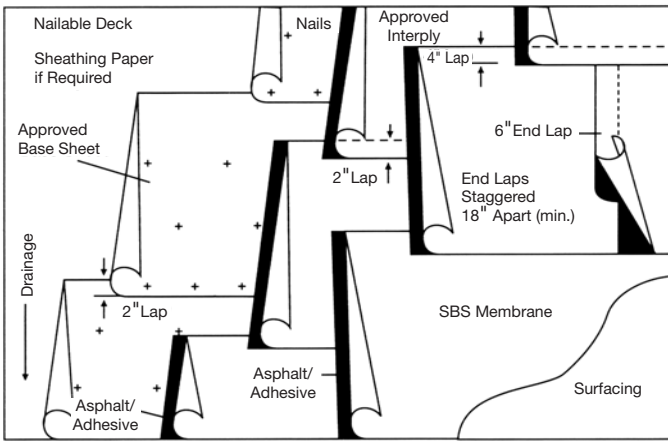 Nailable Deck
Sheathing Paper
if Required
Nails
Approved
Interply
4" Lap
Approved
Base Sheet
6" End Lap
2" Lap
End Laps
Staggered
18" Apart (min.)
Drainage
2" Lap
SBS Membrane
Asphalt/
Adhesive
Surfacing
Asphalt/
Adhesive